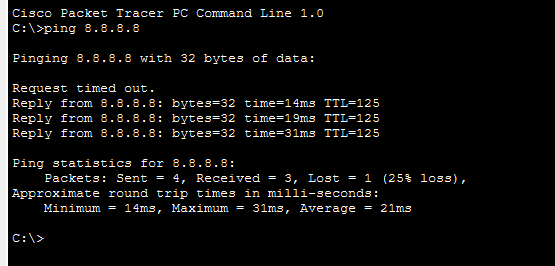 Cisco Packet Tracer PC Command Line 1.0
C:\>ping 8.8.8.8
Pinging 8.8.8.8 with 32 bytes of data:
Request timed out.
Reply from 8.8.8.8: bytes=32 time=14ms TTL=125
Reply from 8.8.8.8: bytes=32 time=19ms TTL=125
Reply from 8.8.8.8: bytes=32 time=31ms TTL=125
Ping statistics for 8.8.8.8:
    Packets: Sent = 4, Received = 3, Lost = 1 (25% loss),
Approximate round trip times in milli-seconds:
    Minimum = 14ms, Maximum = 31ms, Average = 21ms
C:\>